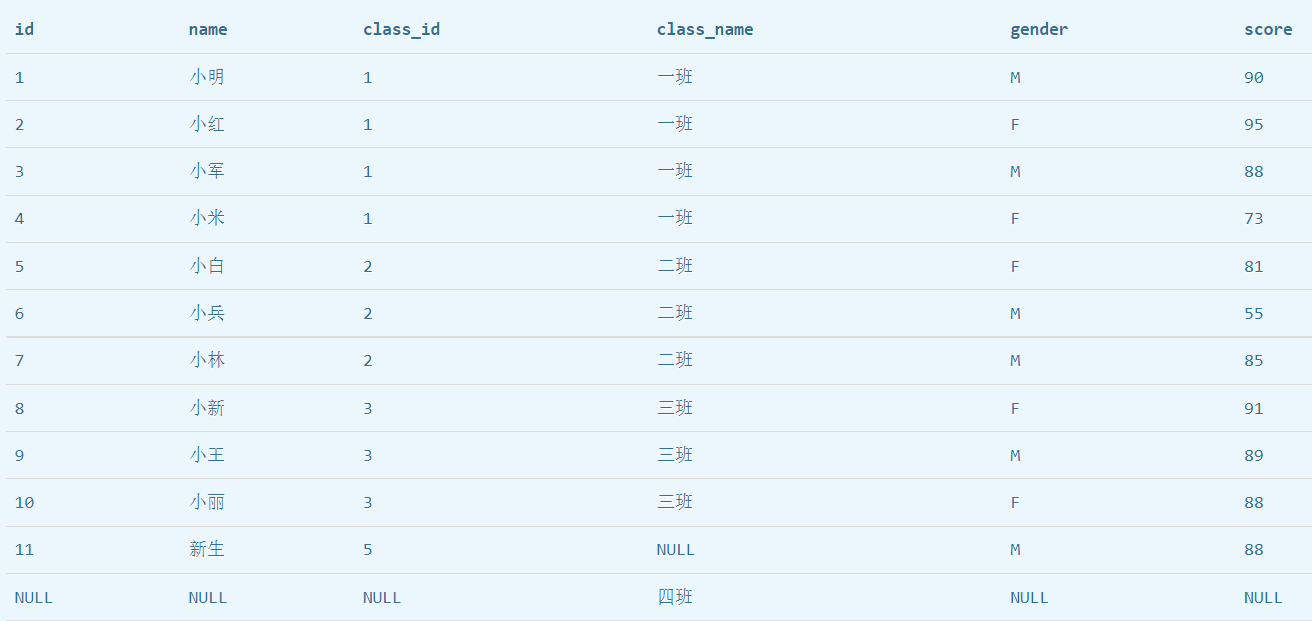 id name class_id class_name gender score
1 小明 1 一班 M 90
2 小红 1 一班 F 95
3 小军 1 一班 M 88
4 小米 1 一班 F 73
5 小白 2 二班 F 81
6 小兵 2 二班 M 55
7 小林 2 二班 M 85
8 小新 3 三班 F 91
9 小王 3 三班 M 89
10 小丽 3 三班 F 88
11 新生 5 NULL M 88
NULL NULL NULL 四班 NULL NULL